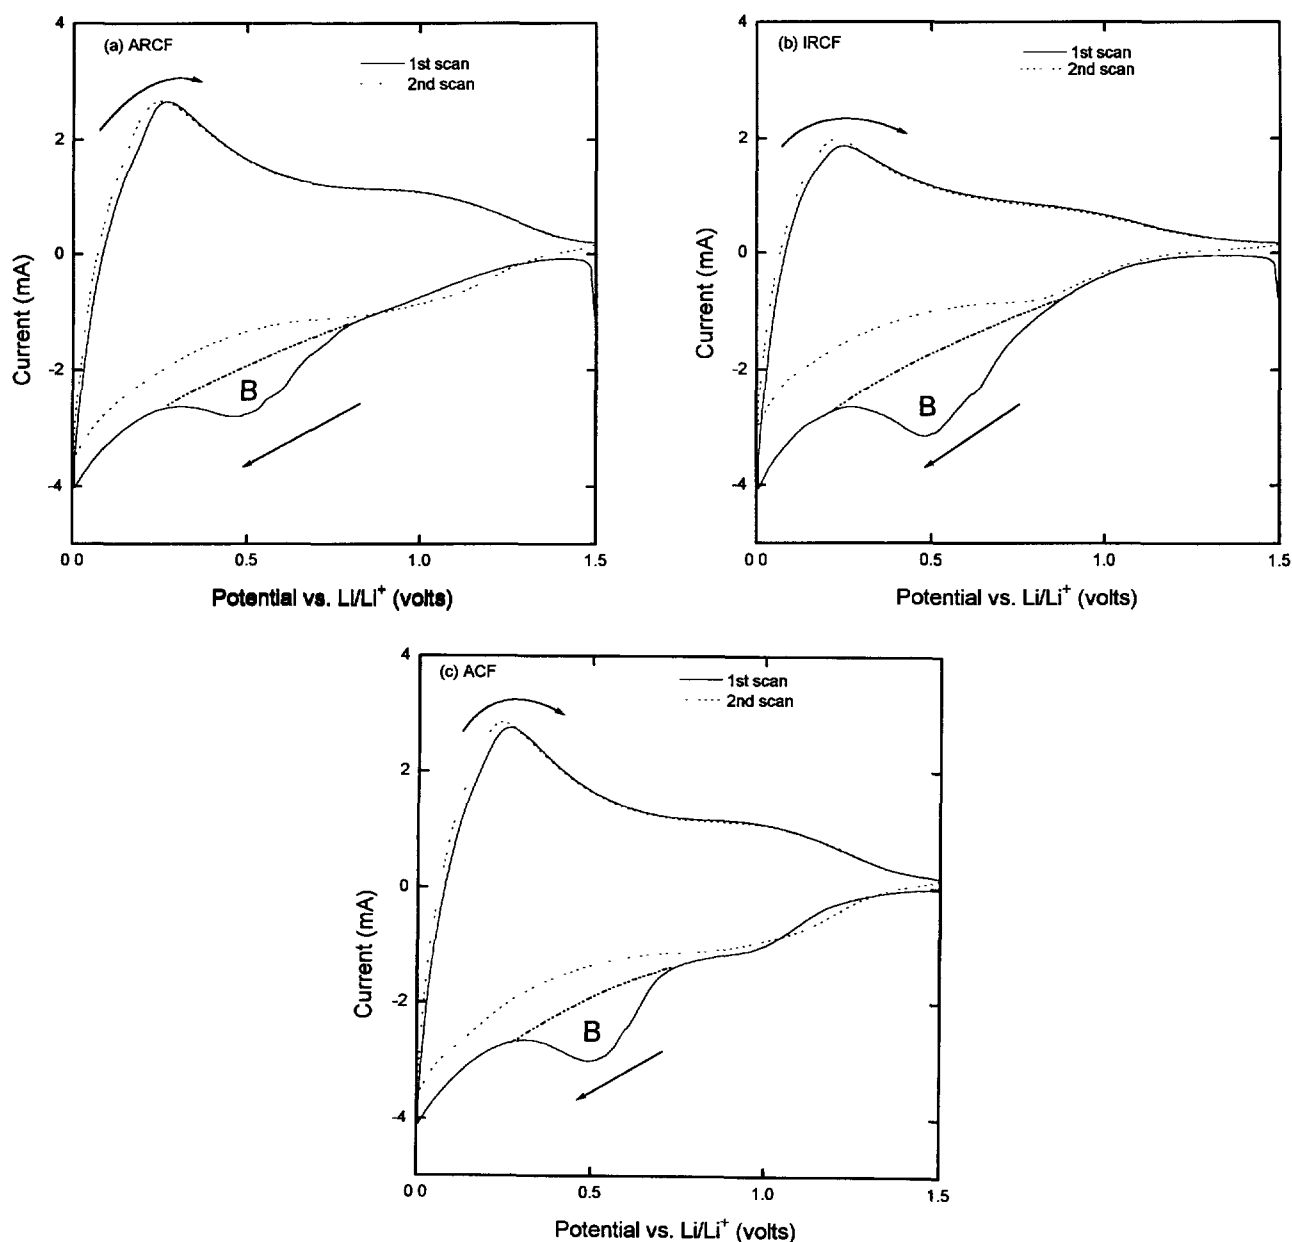 (a) ARCF
1st scan
2nd scan
4
2
0
-2
-4
Current (mA)
B
0 0
0.5
1.0
1.5
Potential vs. Li/Li⁺ (volts)
(b) IRCF
1st scan
2nd scan
4
2
0
-2
-4
Current (mA)
B
0 0
0.5
1.0
1.5
Potential vs. Li/Li⁺ (volts)
(c) ACF
1st scan
2nd scan
4
2
0
-2
-4
Current (mA)
B
0 0
0.5
1.0
1.5
Potential vs. Li/Li⁺ (volts)